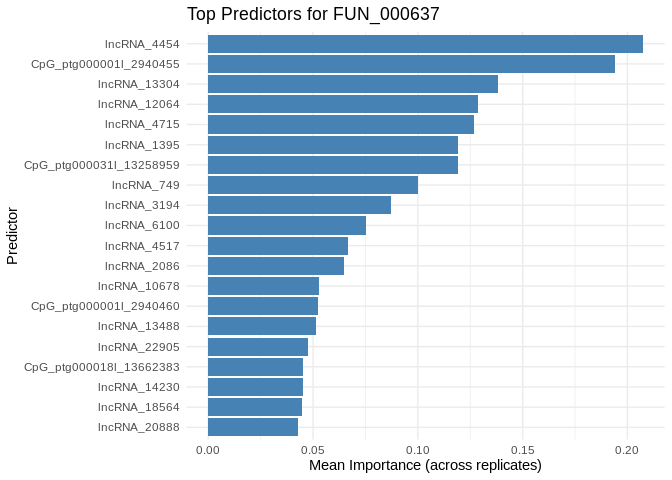 Top Predictors for FUN_000637
Predictor
lncRNA_4454
CpG_ptg000001l_2940455
lncRNA_13304
lncRNA_12064
lncRNA_4715
lncRNA_1395
CpG_ptg000031l_13258959
lncRNA_749
lncRNA_3194
lncRNA_6100
lncRNA_4517
lncRNA_2086
lncRNA_10678
CpG_ptg000001l_2940460
lncRNA_13488
lncRNA_22905
CpG_ptg000018l_13662383
lncRNA_14230
lncRNA_18564
lncRNA_20888
0.00 0.05 0.10 0.15 0.20
Mean Importance (across replicates)